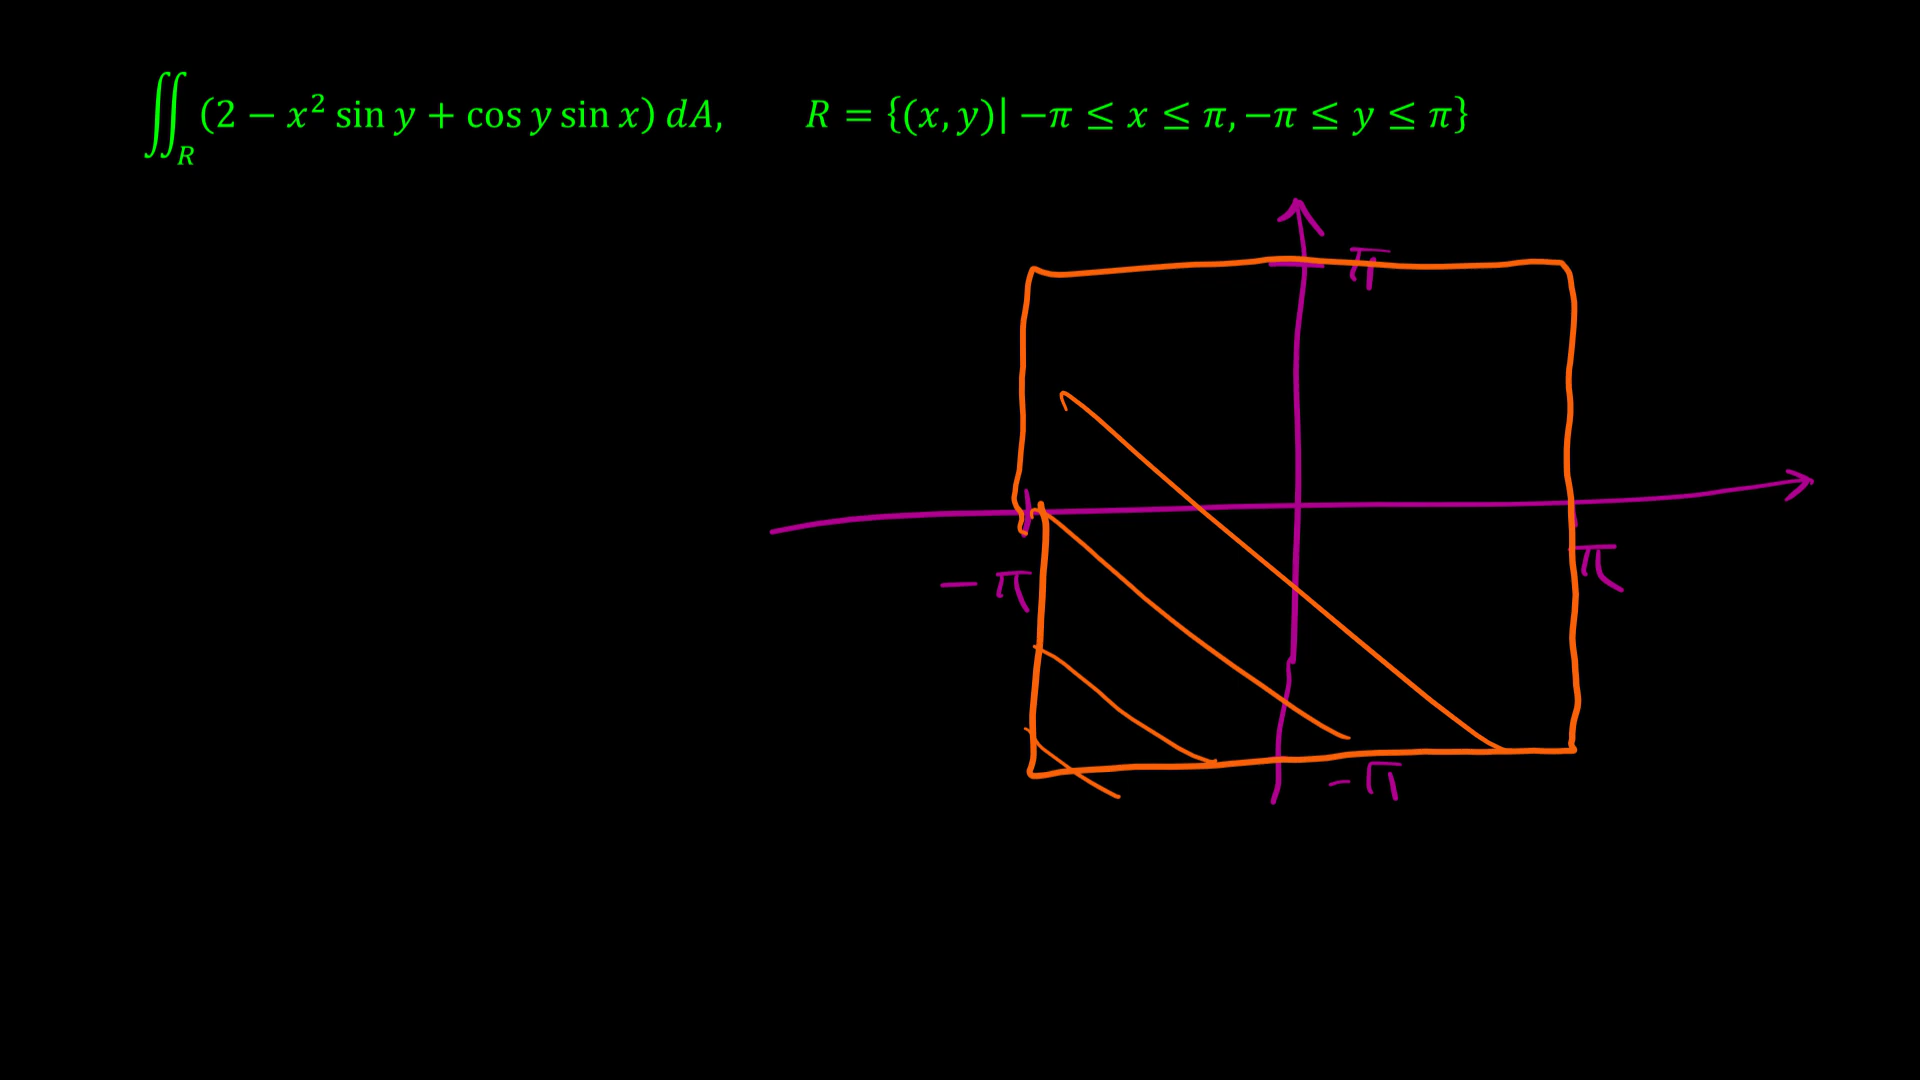 ∬_R (2 − x² sin y + cos y sin x) dA, R = {(x, y)| −π ≤ x ≤ π, −π ≤ y ≤ π}
π
−π
π
−π